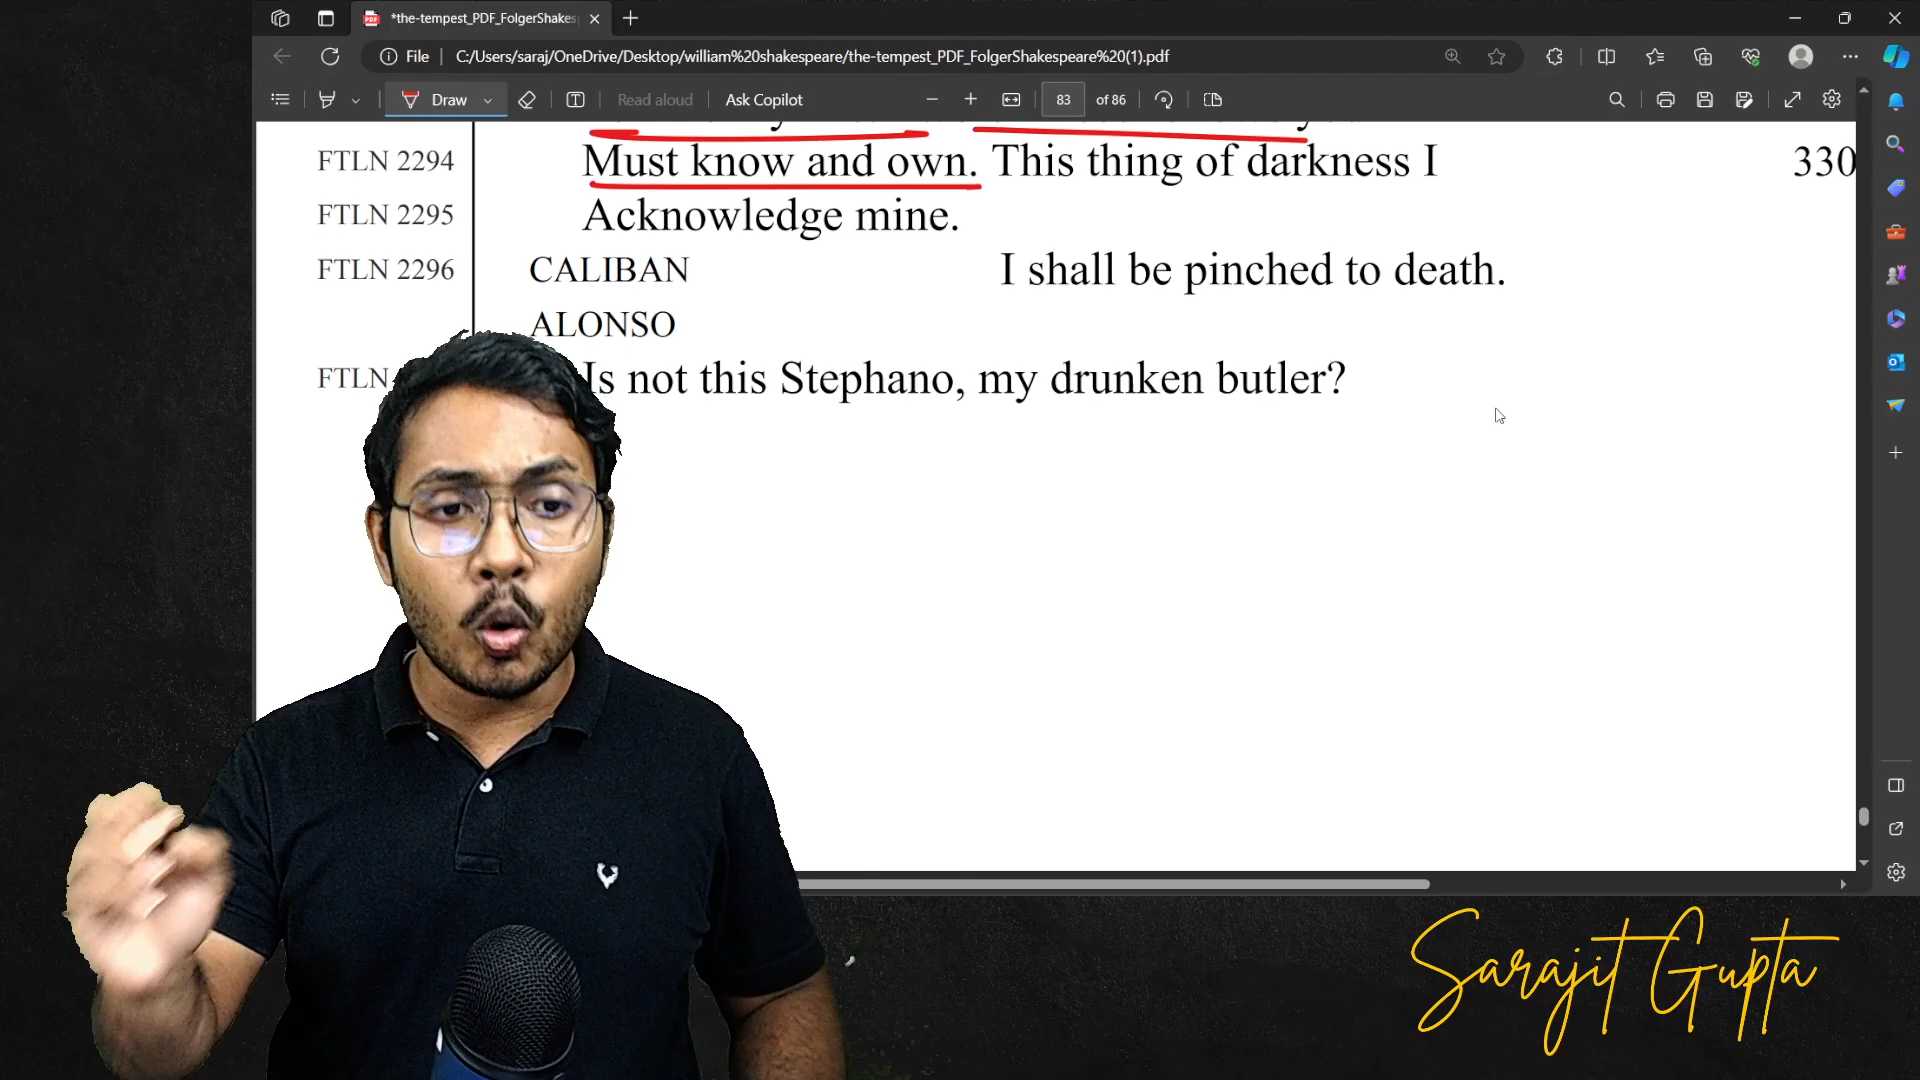 *the-tempest_PDF_FolgerShakes
File C:/Users/saraj/OneDrive/Desktop/william%20shakespeare/the-tempest_PDF_FolgerShakespeare%20(1).pdf
Draw Read aloud Ask Copilot 83 of 86
FTLN 2294 Must know and own. This thing of darkness I 330
FTLN 2295 Acknowledge mine.
FTLN 2296 CALIBAN I shall be pinched to death.
ALONSO
FTLN Is not this Stephano, my drunken butler?
Sarajit Gupta